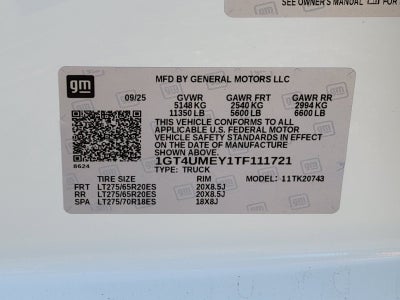 SEE OWNER'S MANUAL
gm
MFD BY GENERAL MOTORS LLC
09/25 GVWR GAWR FRT GAWR RR
5148 KG 2540 KG 2994 KG
11350 LB 5600 LB 6600 LB
THIS VEHICLE CONFORMS TO ALL
APPLICABLE U.S. FEDERAL MOTOR
VEHICLE SAFETY STANDARDS IN EFFECT
ON THE DATE OF MANUFACTURE
SHOWN ABOVE.
1GT4UMEY1TF111721
8624 TYPE: TRUCK
TIRE SIZE RIM MODEL: 11TK20743
FRT LT275/65R20ES 20X8.5J
RR LT275/65R20ES 20X8.5J
SPA LT275/70R18ES 18X8J